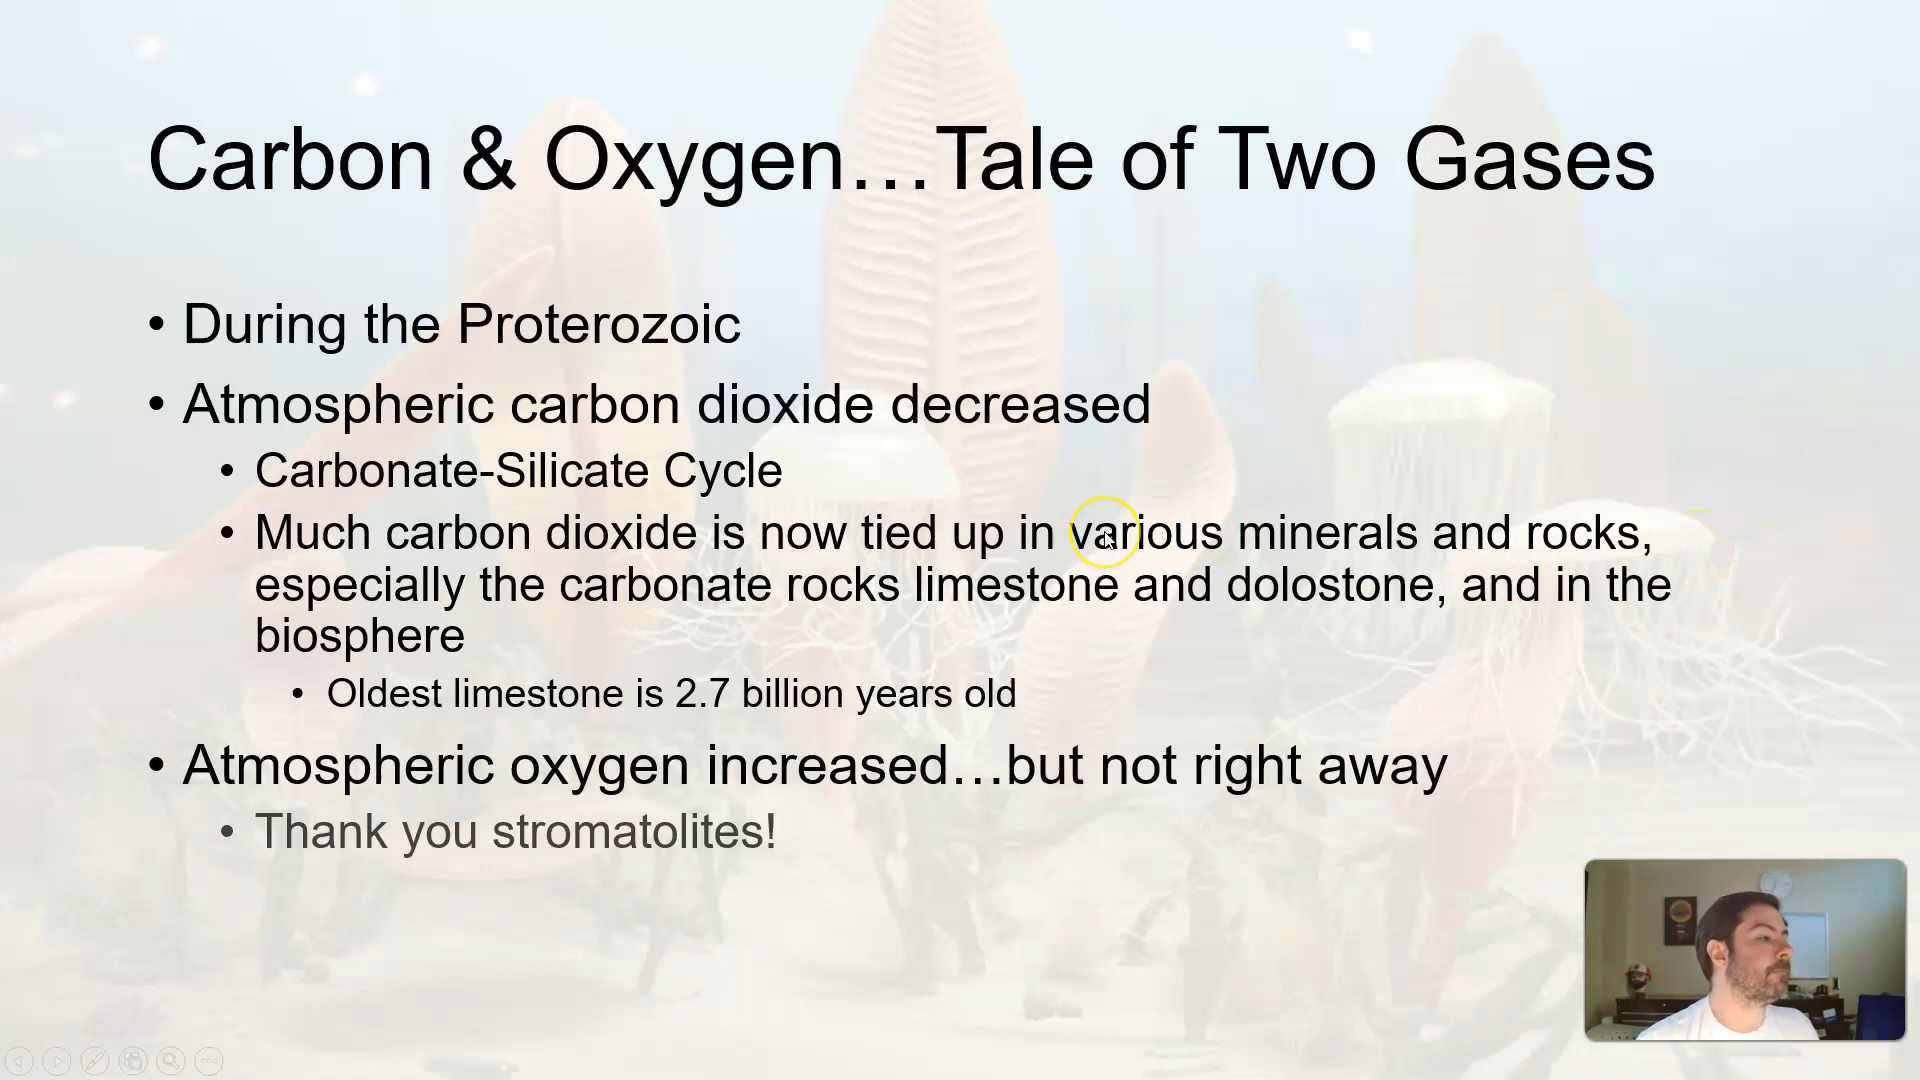 Carbon & Oxygen…Tale of Two Gases
• During the Proterozoic
• Atmospheric carbon dioxide decreased
• Carbonate-Silicate Cycle
• Much carbon dioxide is now tied up in various minerals and rocks,
especially the carbonate rocks limestone and dolostone, and in the
biosphere
• Oldest limestone is 2.7 billion years old
• Atmospheric oxygen increased…but not right away
• Thank you stromatolites!